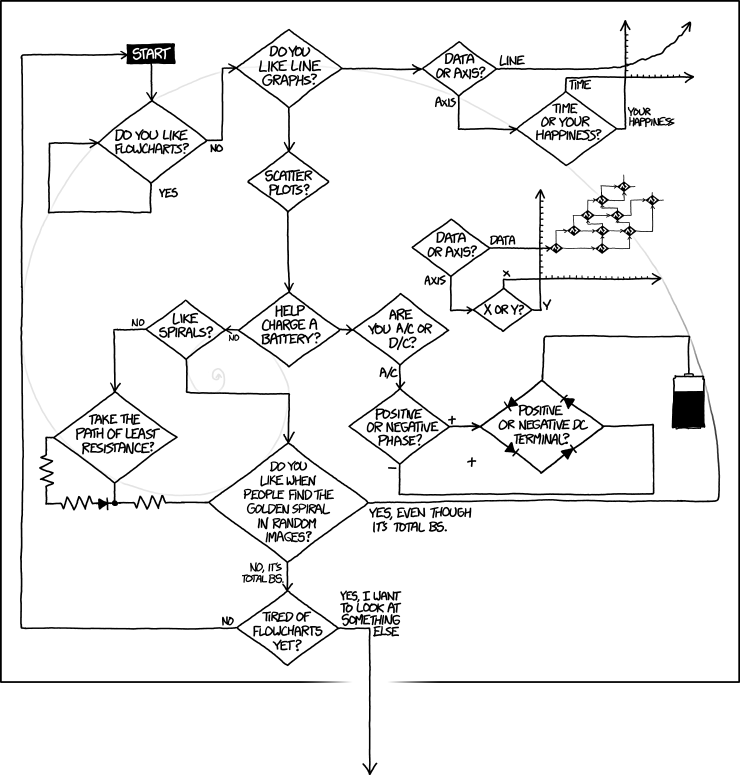 START
DO YOU
LIKE LINE
GRAPHS?
DATA
OR AXIS?
LINE
AXIS
TIME
TIME
OR YOUR
HAPPINESS?
YOUR
HAPPINESS
DO YOU LIKE
FLOWCHARTS?
NO
YES
SCATTER
PLOTS?
DATA
OR AXIS?
DATA
AXIS
X
X OR Y?
Y
LIKE
SPIRALS?
NO
NO
HELP
CHARGE A
BATTERY?
ARE
YOU A/C OR
D/C?
A/C
TAKE THE
PATH OF LEAST
RESISTANCE?
POSITIVE
OR NEGATIVE
PHASE?
+
-
POSITIVE
OR NEGATIVE DC
TERMINAL?
+
DO YOU
LIKE WHEN
PEOPLE FIND THE
GOLDEN SPIRAL
IN RANDOM
IMAGES?
YES, EVEN THOUGH
IT'S TOTAL BS.
NO, IT'S
TOTAL BS.
TIRED OF
FLOWCHARTS
YET?
NO
YES, I WANT
TO LOOK AT
SOMETHING
ELSE